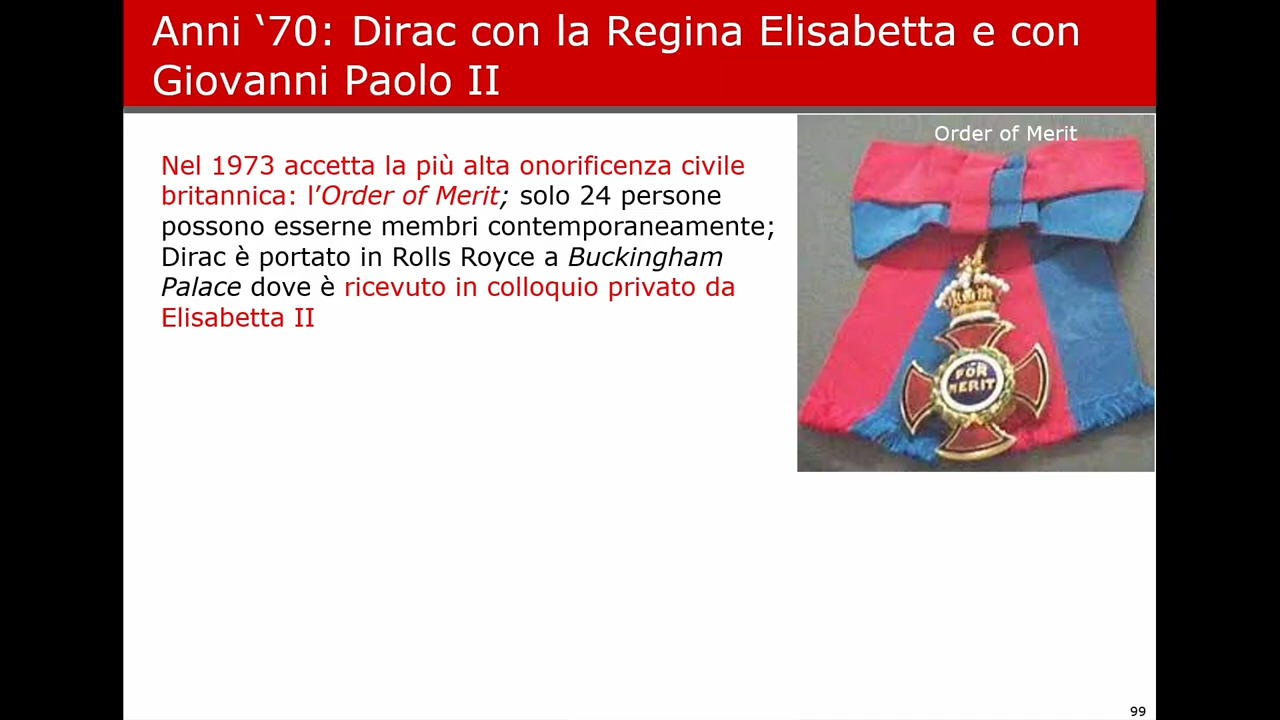 Anni ‘70: Dirac con la Regina Elisabetta e con
Giovanni Paolo II
Order of Merit
Nel 1973 accetta la più alta onorificenza civile
britannica: l’Order of Merit; solo 24 persone
possono esserne membri contemporaneamente;
Dirac è portato in Rolls Royce a Buckingham
Palace dove è ricevuto in colloquio privato da
Elisabetta II
FOR
MERIT
99